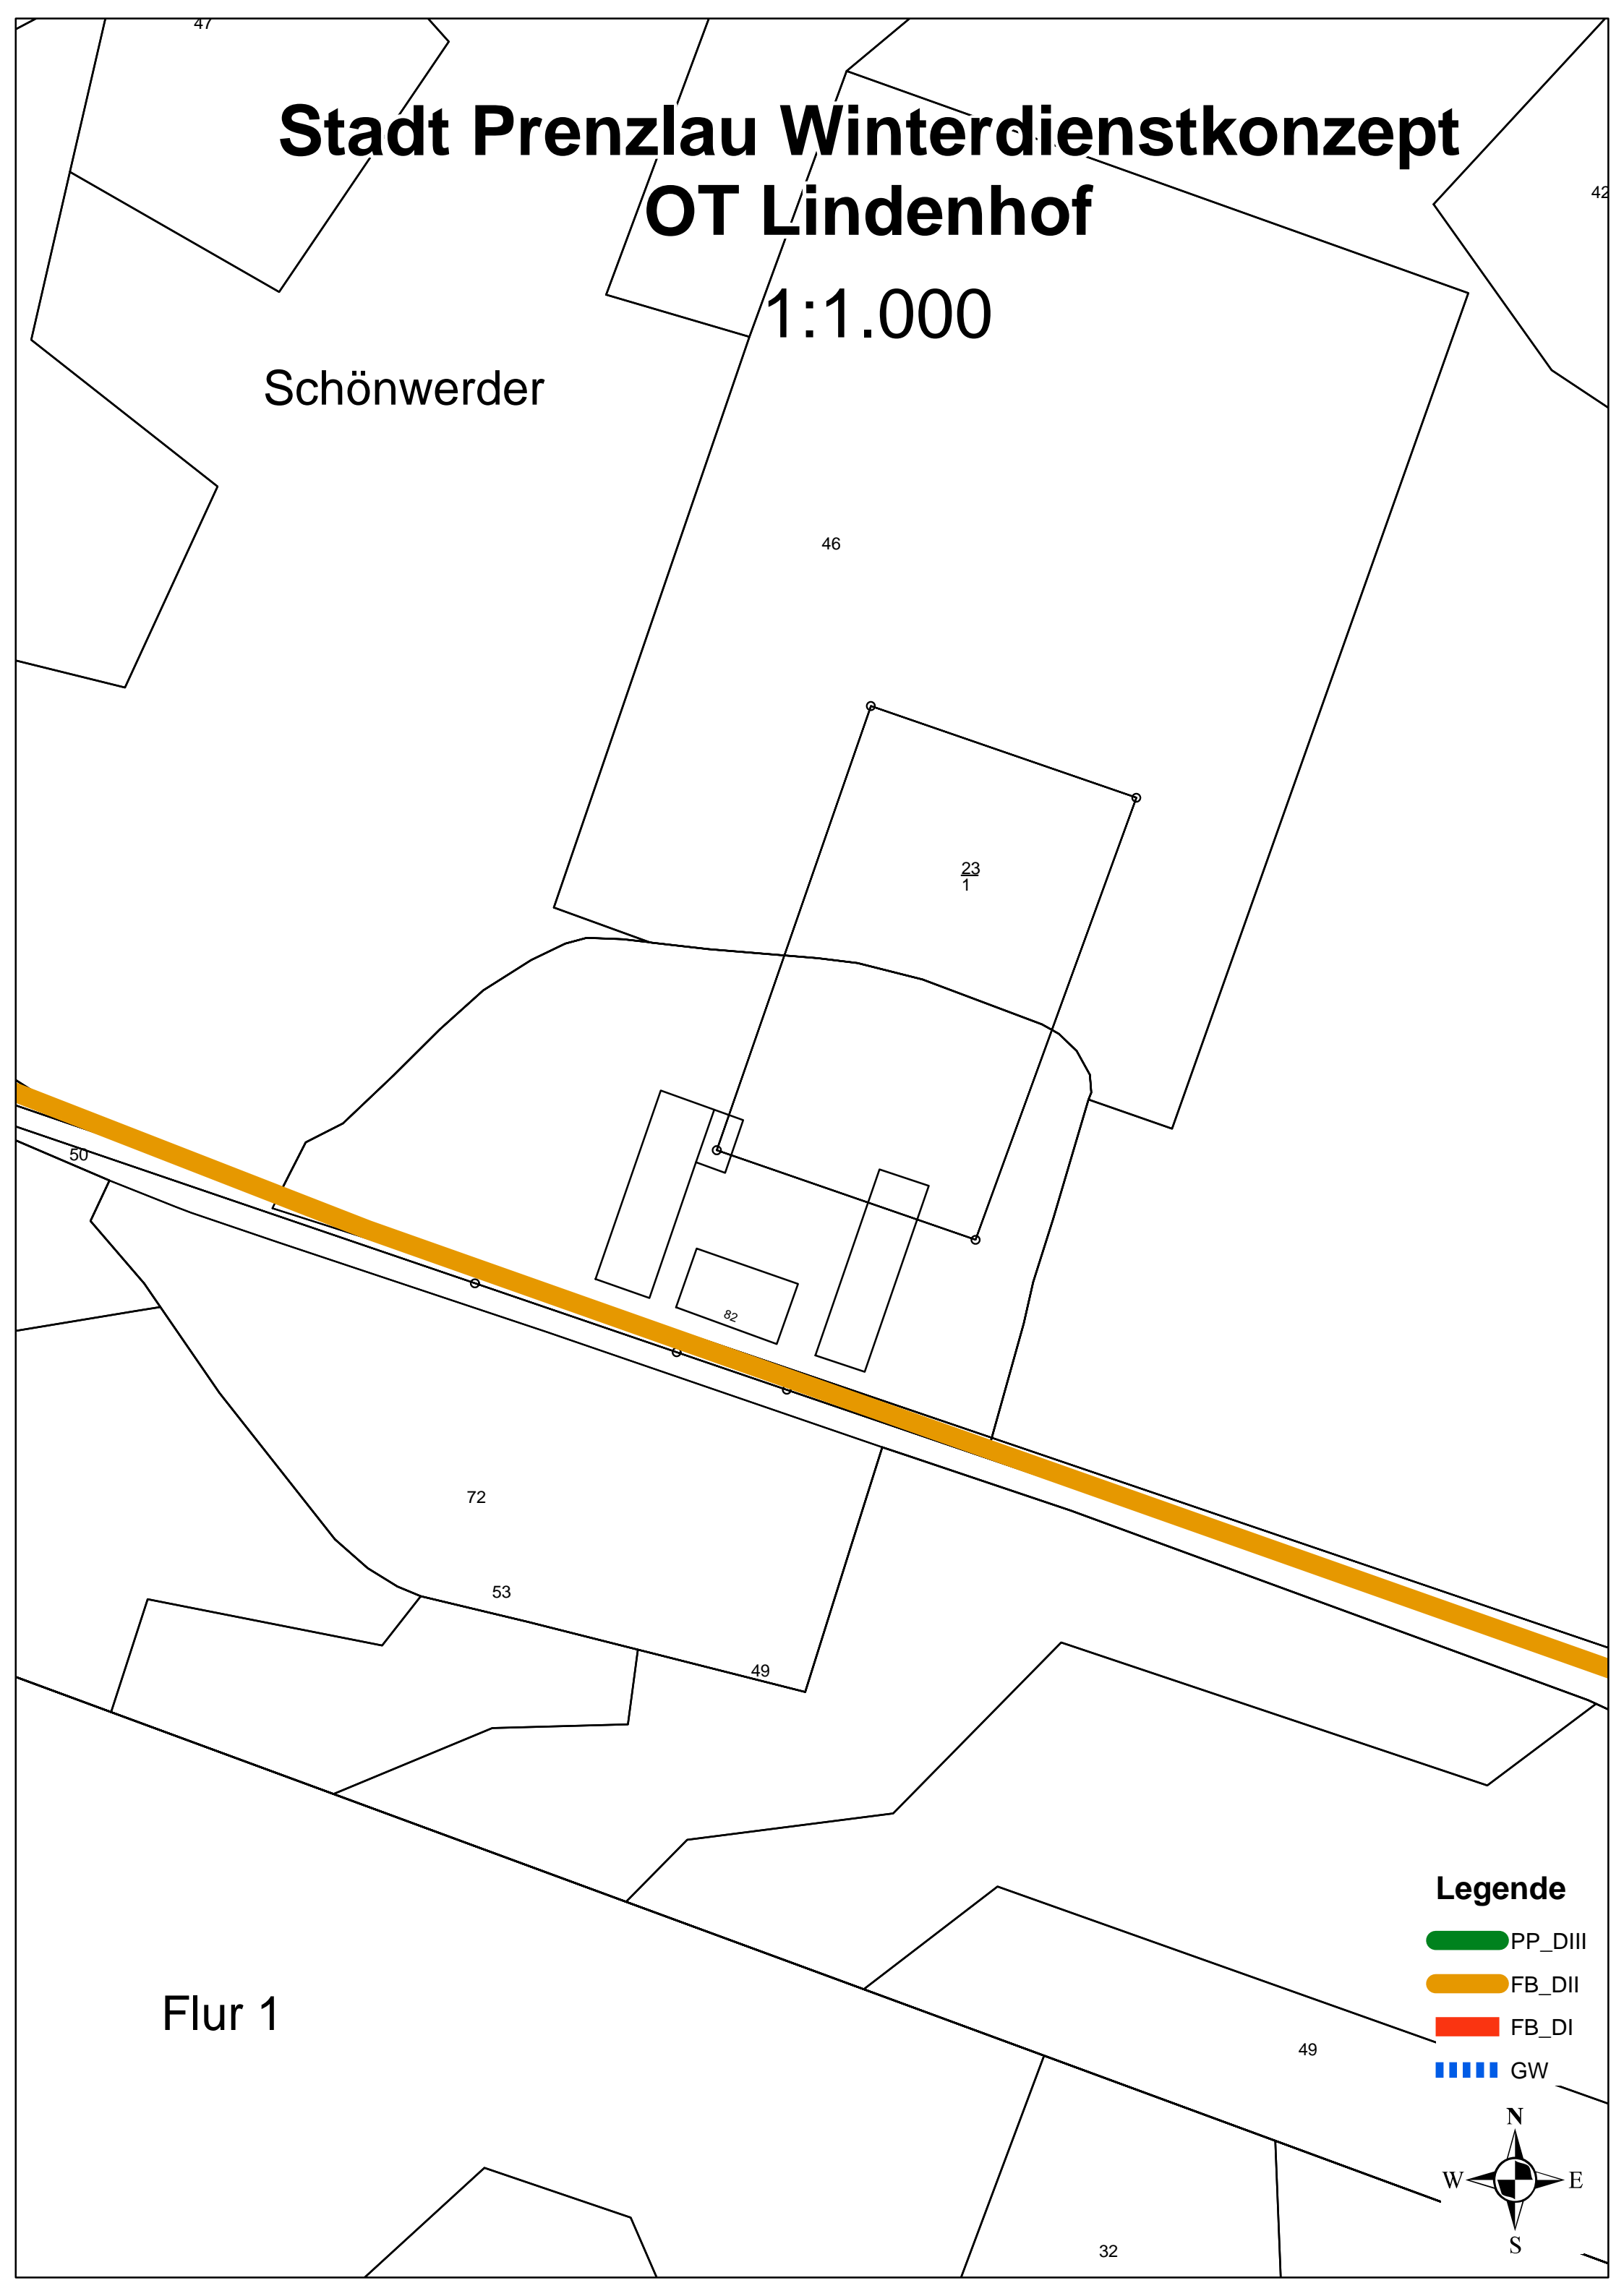 47
Stadt Prenzlau Winterdienstkonzept
OT Lindenhof
42
1:1.000
Schönwerder
46
23
1
50
82
72
53
49
Legende
PP_DIII
FB_DII
FB_DI
GW
Flur 1
49
N
W E
S
32